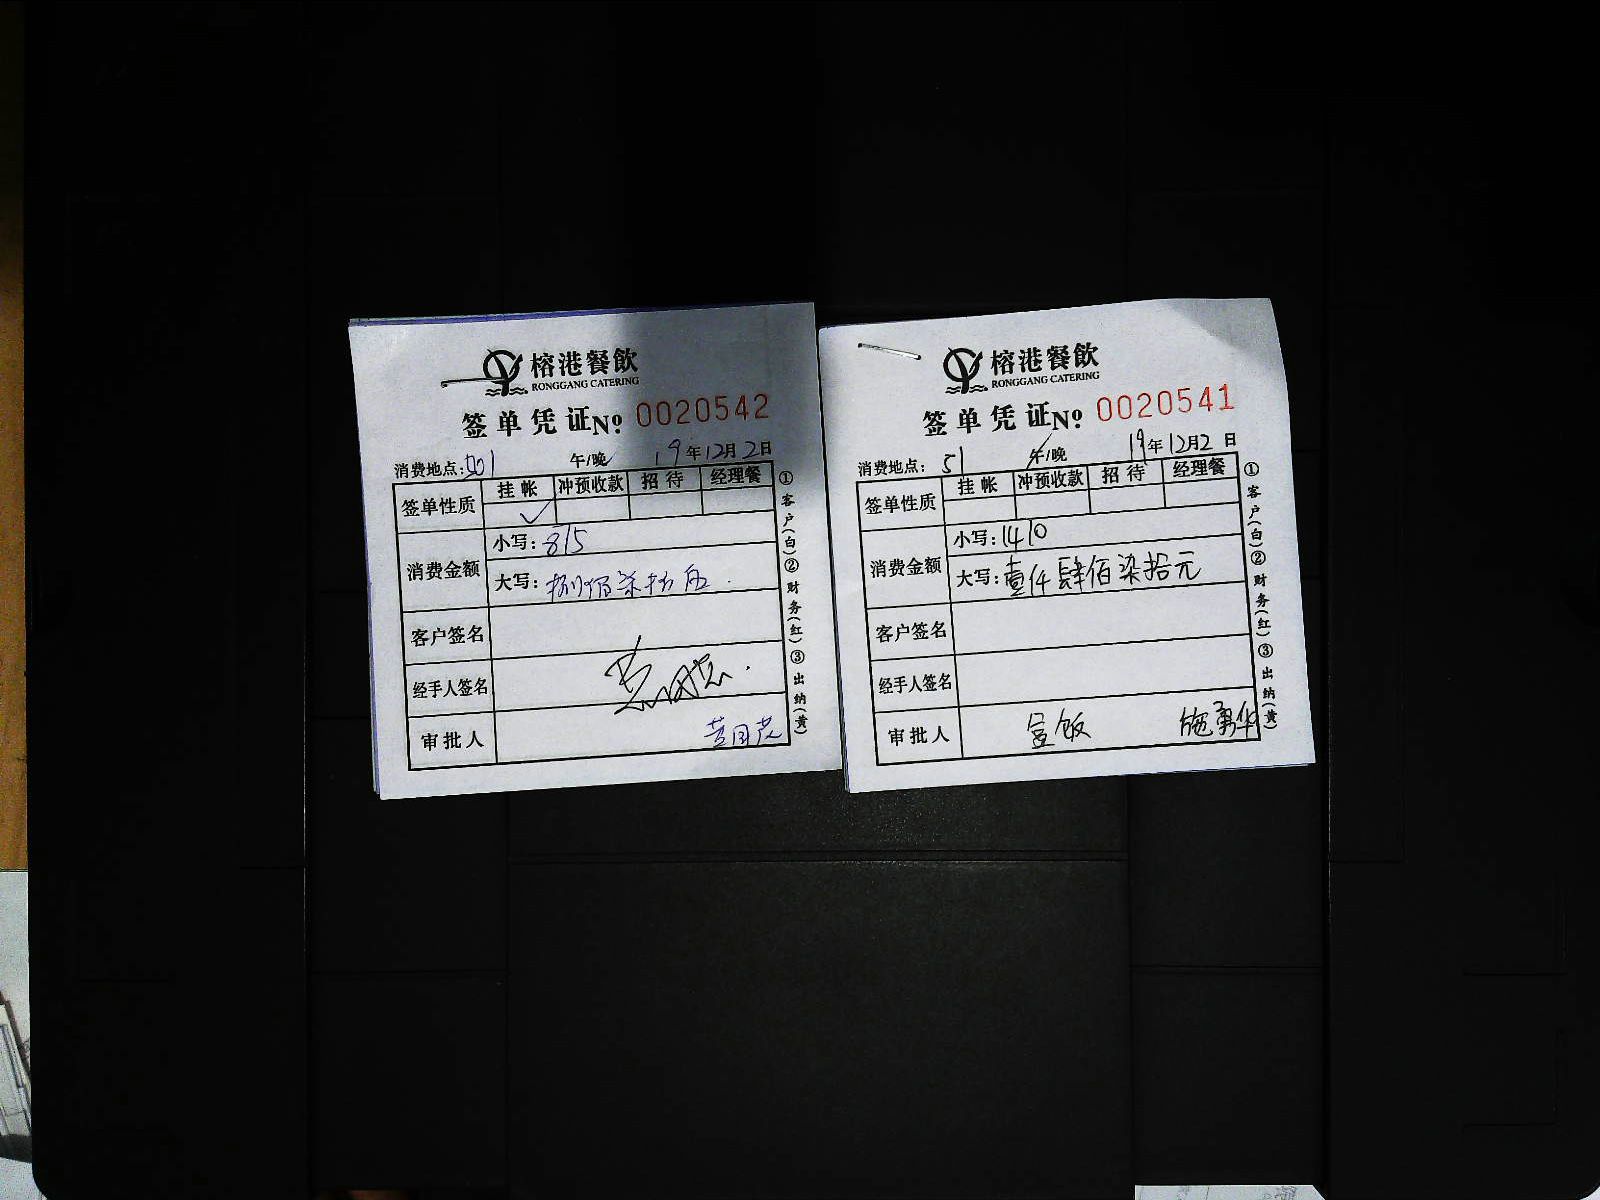 榕港餐飲
RONGGANG CATERING
签单凭证No 0020542
消费地点: 午/晚 19年12月2日
签单性质 挂帐 冲预收款 招待 经理餐
✓
消费金额
小写: 815
大写: 捌佰柒拾伍
客户签名
经手人签名
审批人
①客户(白)②财务(红)③出纳(黄)
榕港餐飲
RONGGANG CATERING
签单凭证No 0020541
消费地点: 51 午/晚 19年12月2日
签单性质 挂帐 冲预收款 招待 经理餐
消费金额
小写: 1410
大写: 壹仟肆佰柒拾元
客户签名
经手人签名
审批人 宴饭 施勇华
①客户(白)②财务(红)③出纳(黄)